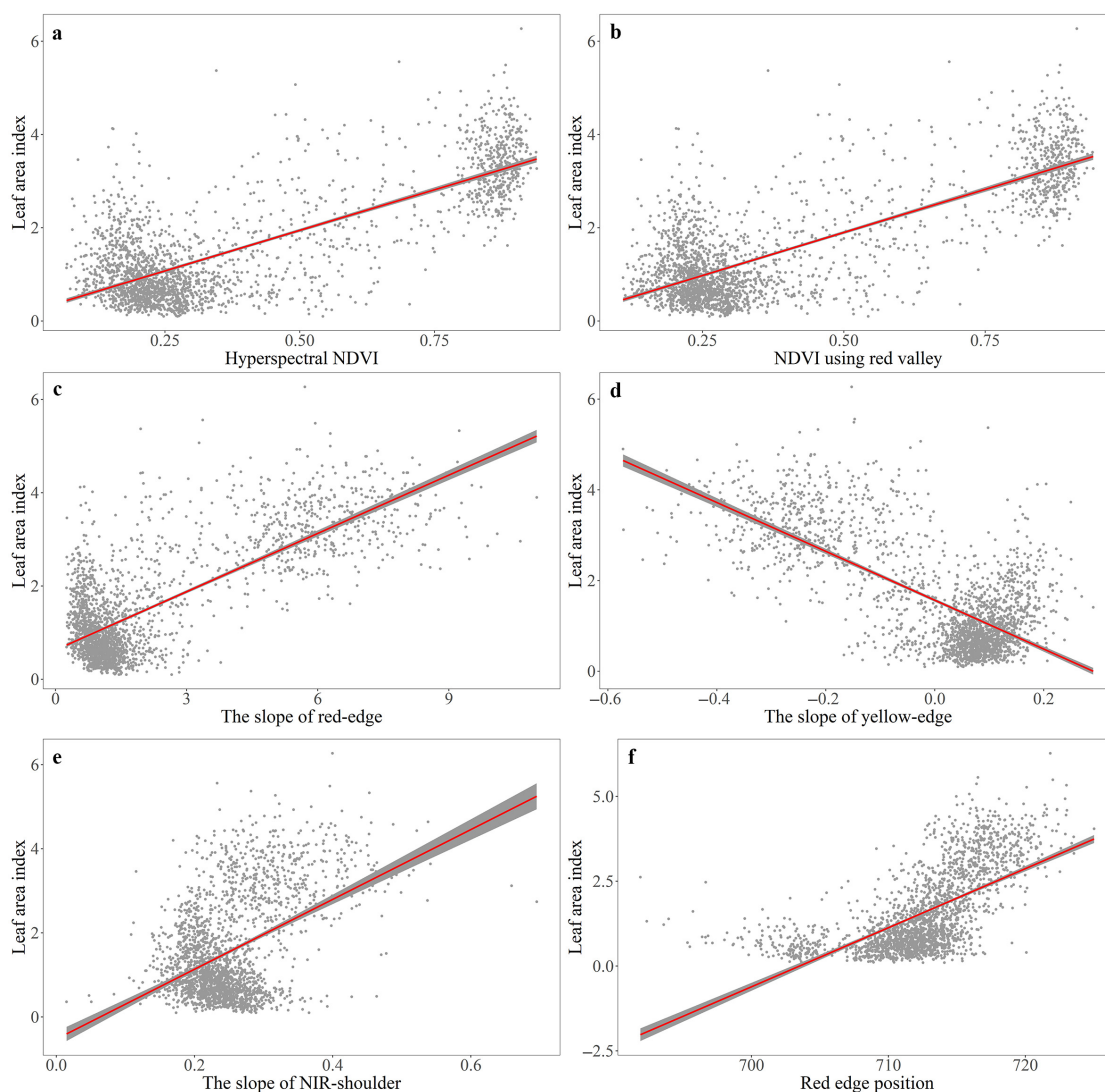 a
Leaf area index
6
4
2
0
0.25
0.50
0.75
Hyperspectral NDVI
b
Leaf area index
6
4
2
0
0.25
0.50
0.75
NDVI using red valley
c
Leaf area index
6
4
2
0
0
3
6
9
The slope of red-edge
d
Leaf area index
6
4
2
0
−0.6
−0.4
−0.2
0.0
0.2
The slope of yellow-edge
e
Leaf area index
6
4
2
0
0.0
0.2
0.4
0.6
The slope of NIR-shoulder
f
Leaf area index
5.0
2.5
0.0
−2.5
700
710
720
Red edge position